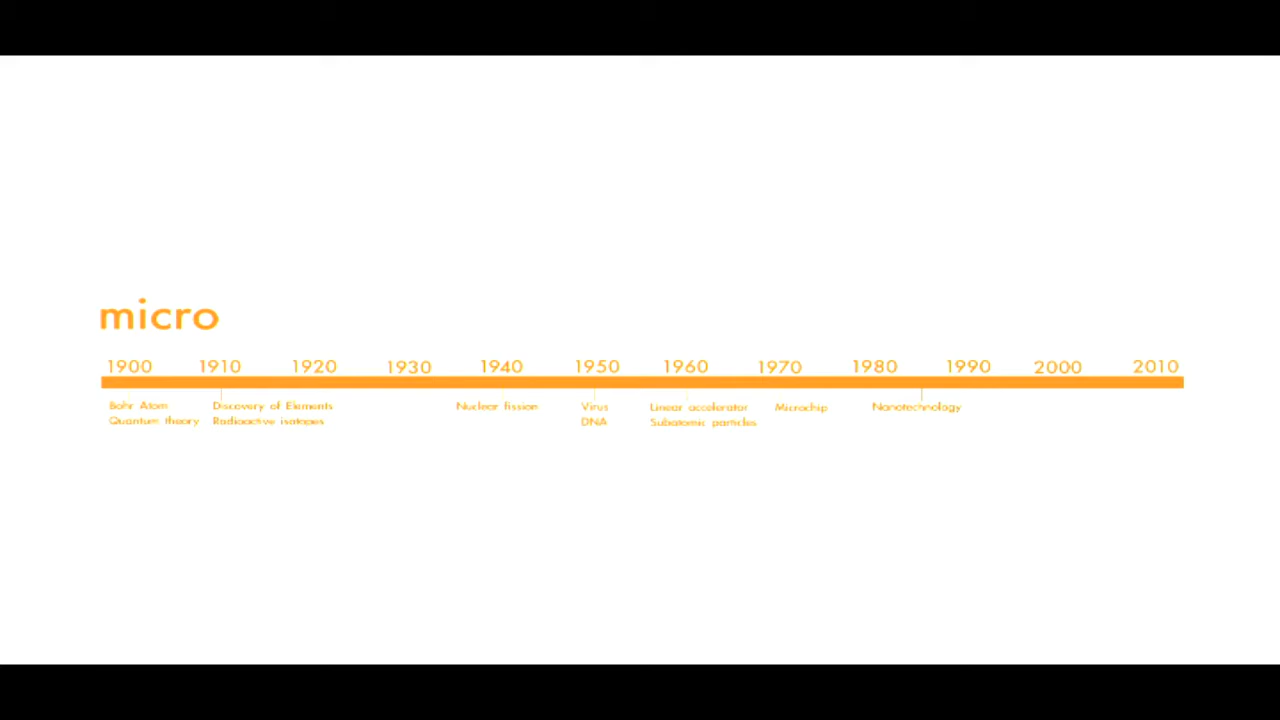 micro
1900 1910 1920 1930 1940 1950 1960 1970 1980 1990 2000 2010
Bohr Atom Discovery of Elements Nuclear fission Virus Linear accelerator Microchip Nanotechnology
Quantum theory Radioactive isotopes DNA Subatomic particles